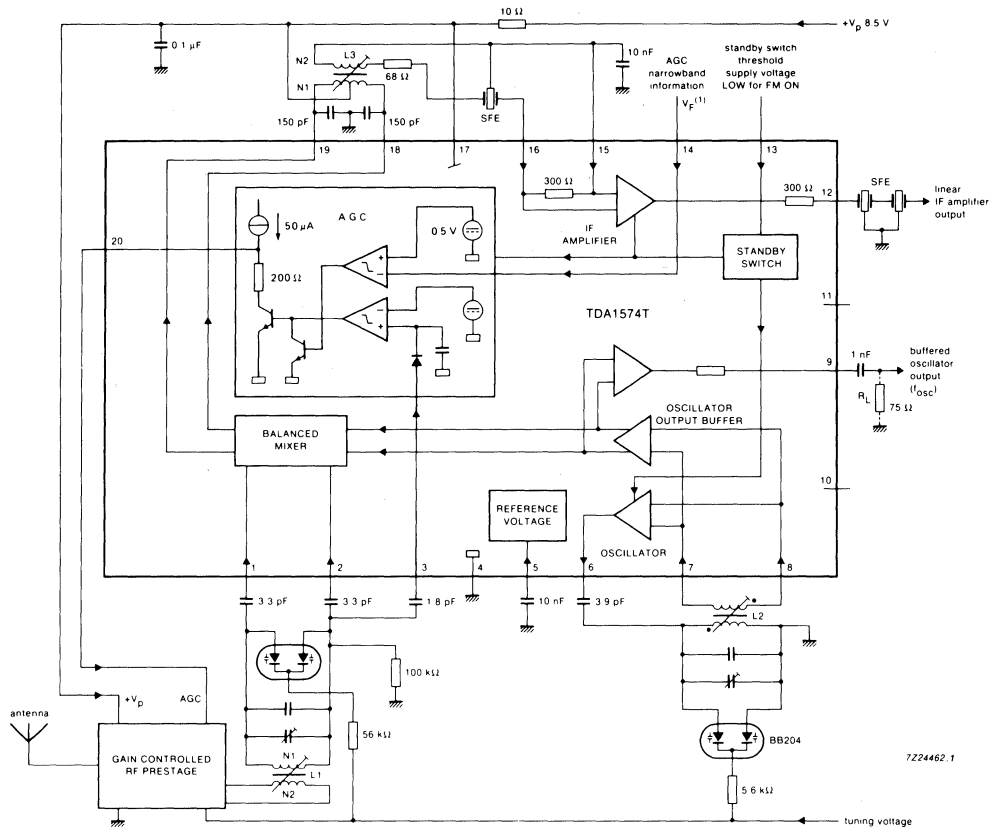 10 Ω
+Vp 8 5 V
0 1 µF
N2
L3
68 Ω
N1
150 pF
150 pF
SFE
10 nF
AGC
narrowband
information
VF(1)
standby switch
threshold
supply voltage
LOW for FM ON
19
18
17
16
15
14
13
300 Ω
IF
AMPLIFIER
300 Ω
12
SFE
linear
IF amplifier
output
STANDBY
SWITCH
20
50 µA
A G C
0 5 V
200 Ω
+
−
−
+
TDA1574T
11
9
1 nF
buffered
oscillator
output
(fosc)
RL
75 Ω
OSCILLATOR
OUTPUT BUFFER
BALANCED
MIXER
10
REFERENCE
VOLTAGE
OSCILLATOR
1
2
3
4
5
6
7
8
3 3 pF
3 3 pF
1 8 pF
10 nF
3 9 pF
L2
100 kΩ
56 kΩ
+Vp
AGC
antenna
GAIN CONTROLLED
RF PRESTAGE
N1
L1
N2
BB204
5 6 kΩ
7Z24462.1
tuning voltage